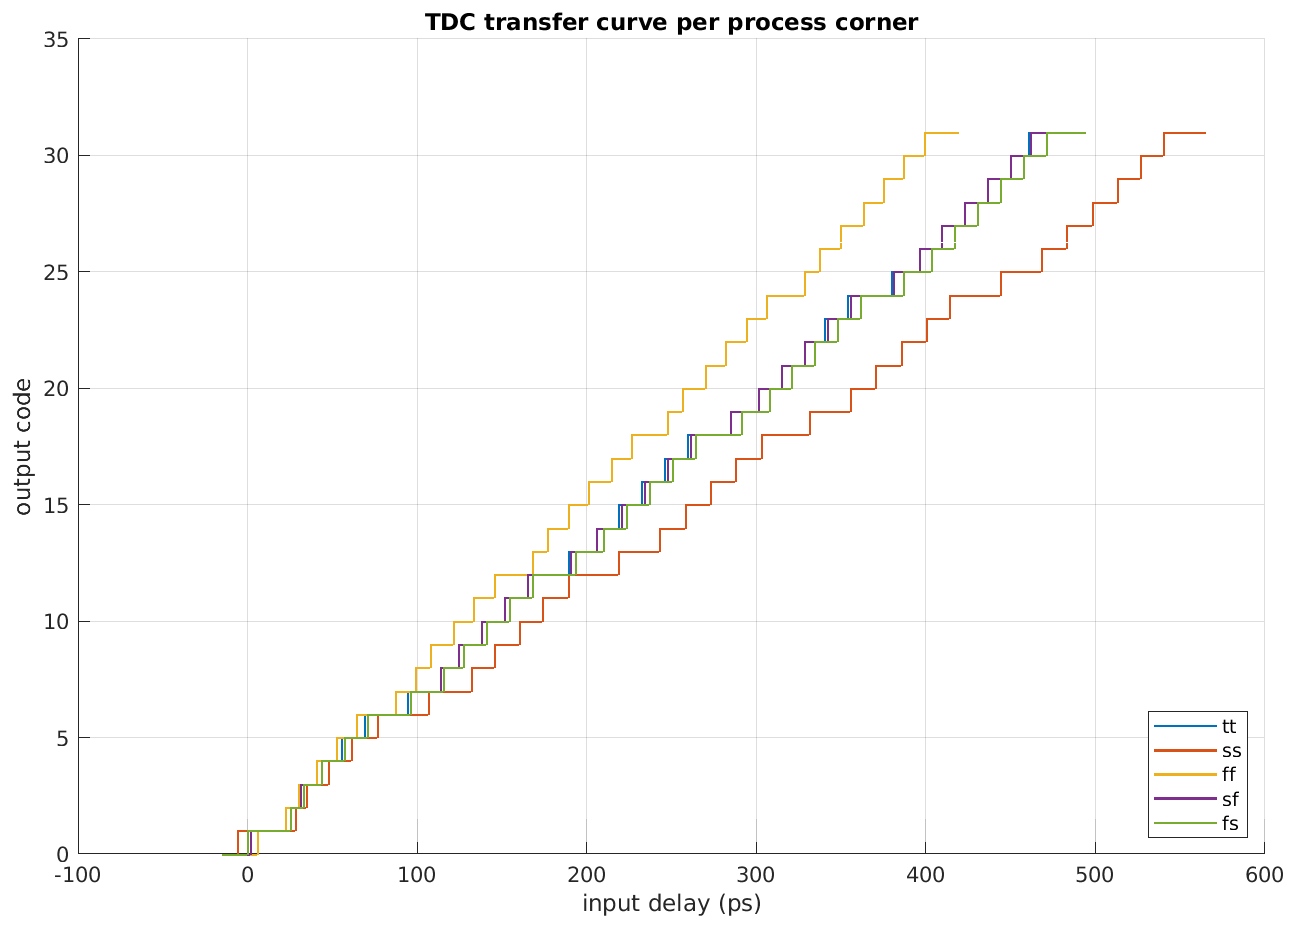 TDC transfer curve per process corner
35
30
25
20
15
10
5
0
output code
-100 0 100 200 300 400 500 600
input delay (ps)
tt
ss
ff
sf
fs